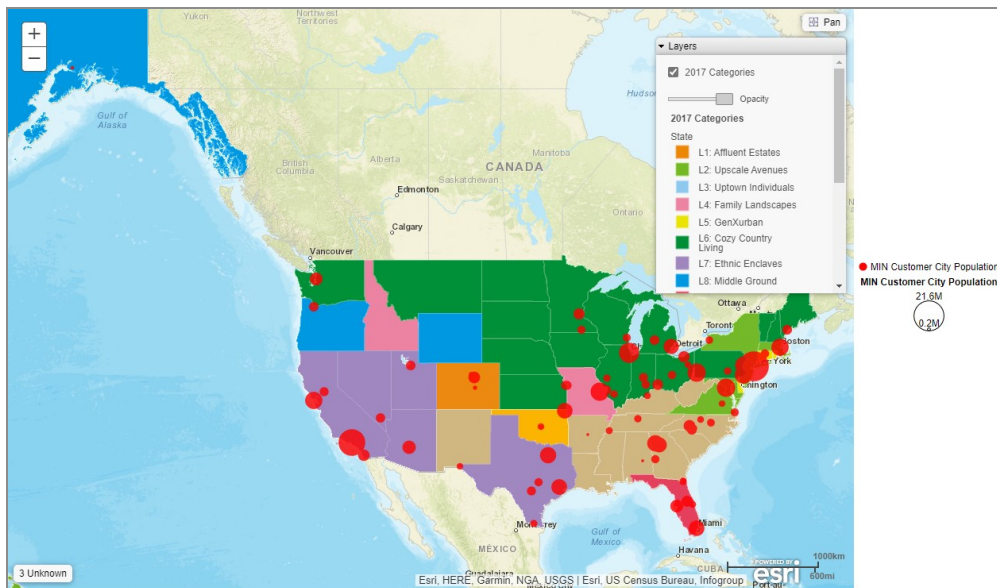 Yukon
Northwest
Territories
Pan
+
−
Layers
2017 Categories
Opacity
2017 Categories
State
L1: Affluent Estates
L2: Upscale Avenues
L3: Uptown Individuals
L4: Family Landscapes
L5: GenXurban
L6: Cozy Country
Living
L7: Ethnic Enclaves
L8: Middle Ground
Gulf of
Alaska
Hudson
British
Columbia
Alberta
Manitoba
CANADA
Saskatchewan
Edmonton
Ontario
Calgary
Vancouver
MIN Customer City Population
MIN Customer City Population
21.6M
0.2M
Ottawa
Toronto
Detroit
Boston
York
Miami
Gulf of
Mexico
MÉXICO
Havana
CUBA
Guadalajara
1000km
600mi
POWERED BY
esri
3 Unknown
Esri, HERE, Garmin, NGA, USGS | Esri, US Census Bureau, Infogroup